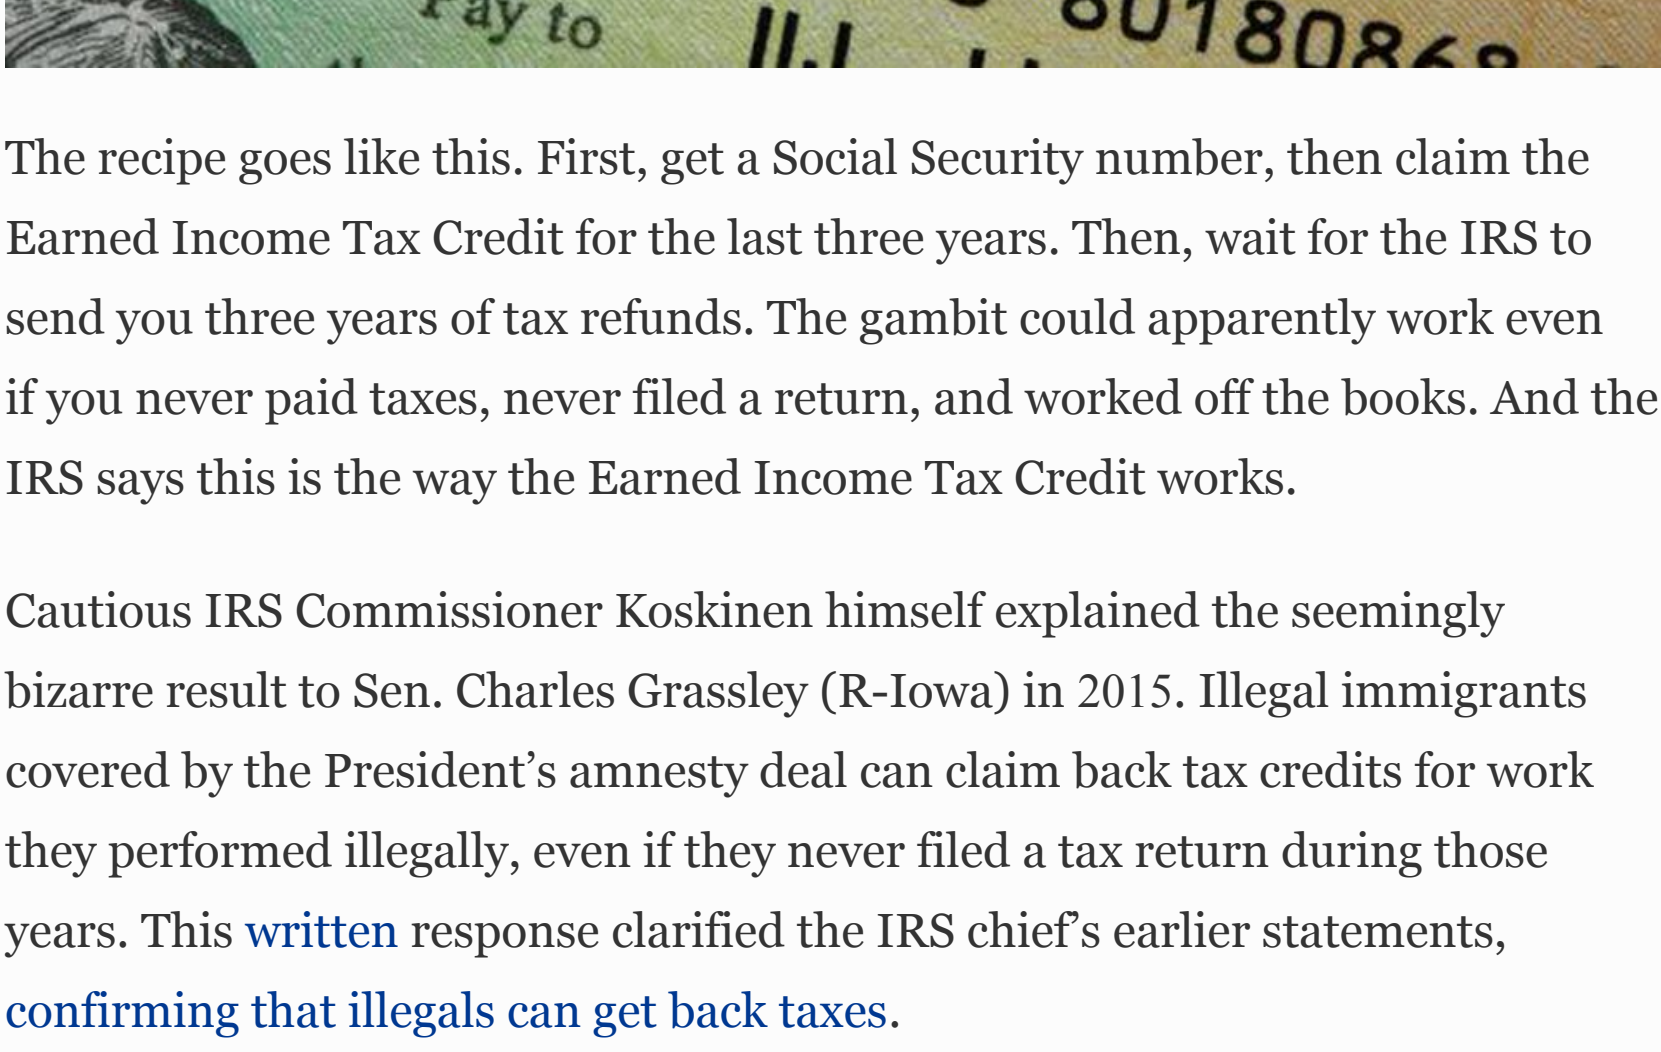 Pay to
80180868
The recipe goes like this. First, get a Social Security number, then claim the
Earned Income Tax Credit for the last three years. Then, wait for the IRS to
send you three years of tax refunds. The gambit could apparently work even
if you never paid taxes, never filed a return, and worked off the books. And the
IRS says this is the way the Earned Income Tax Credit works.
Cautious IRS Commissioner Koskinen himself explained the seemingly
bizarre result to Sen. Charles Grassley (R-Iowa) in 2015. Illegal immigrants
covered by the President’s amnesty deal can claim back tax credits for work
they performed illegally, even if they never filed a tax return during those
years. This written response clarified the IRS chief’s earlier statements,
confirming that illegals can get back taxes.